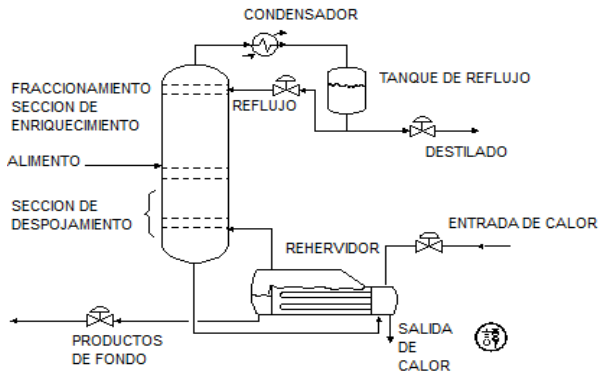 CONDENSADOR
TANQUE DE REFLUJO
FRACCIONAMIENTO
SECCION DE
ENRIQUECIMIENTO
REFLUJO
DESTILADO
ALIMENTO
SECCION DE
DESPOJAMIENTO
ENTRADA DE CALOR
REHERVIDOR
PRODUCTOS
DE FONDO
SALIDA
DE
CALOR